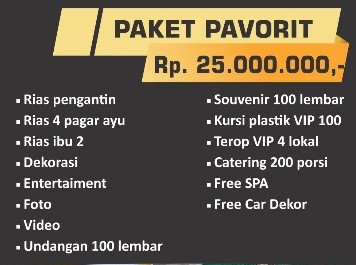 PAKET PAVORIT
Rp. 25.000.000,-
▪ Rias pengantin
▪ Rias 4 pagar ayu
▪ Rias ibu 2
▪ Dekorasi
▪ Entertaiment
▪ Foto
▪ Video
▪ Undangan 100 lembar
▪ Souvenir 100 lembar
▪ Kursi plastik VIP 100
▪ Terop VIP 4 lokal
▪ Catering 200 porsi
▪ Free SPA
▪ Free Car Dekor